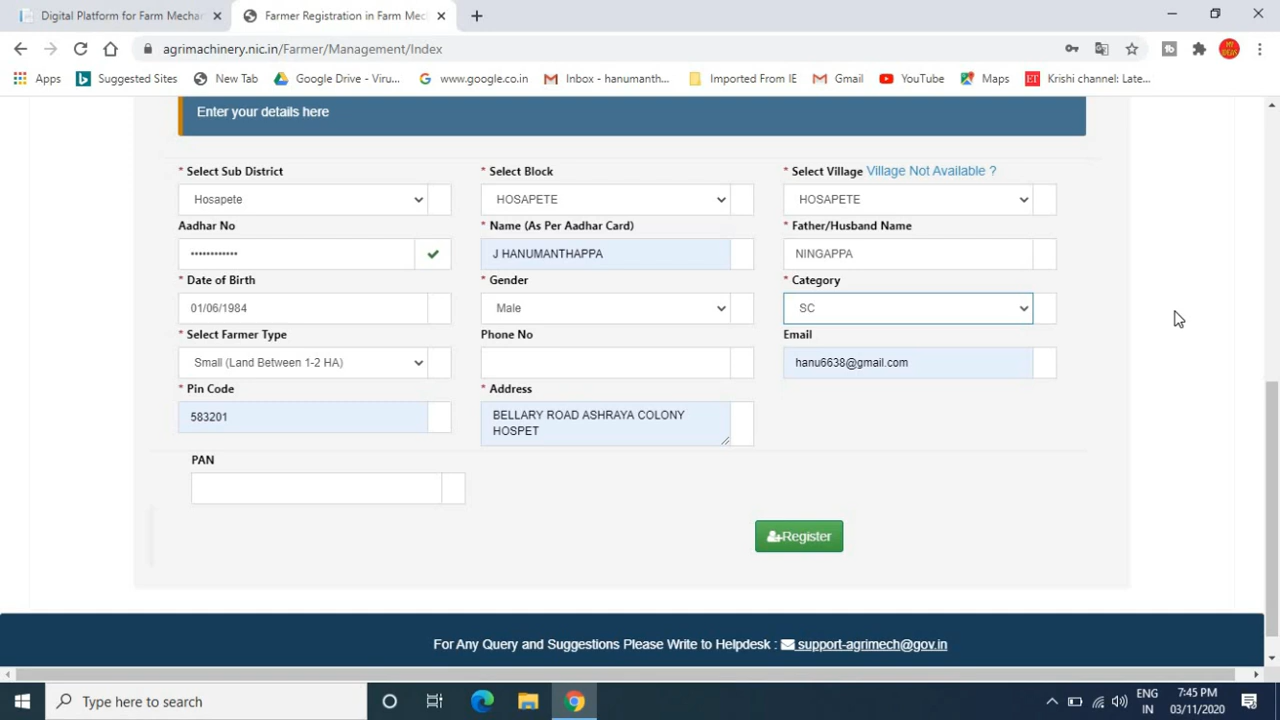 Digital Platform for Farm Mechar
Farmer Registration in Farm Mec
agrimachinery.nic.in/Farmer/Management/Index
Apps
Suggested Sites
New Tab
Google Drive - Viru...
www.google.co.in
Inbox - hanumanth...
Imported From IE
Gmail
YouTube
Maps
Krishi channel: Late...
Enter your details here
* Select Sub District
* Select Block
* Select Village Village Not Available ?
Hosapete
HOSAPETE
HOSAPETE
Aadhar No
* Name (As Per Aadhar Card)
* Father/Husband Name
••••••••••••
J HANUMANTHAPPA
NINGAPPA
* Date of Birth
* Gender
* Category
01/06/1984
Male
SC
* Select Farmer Type
Phone No
Email
Small (Land Between 1-2 HA)
hanu6638@gmail.com
* Pin Code
* Address
583201
BELLARY ROAD ASHRAYA COLONY
HOSPET
PAN
Register
For Any Query and Suggestions Please Write to Helpdesk : support-agrimech@gov.in
Type here to search
ENG
IN
7:45 PM
03/11/2020